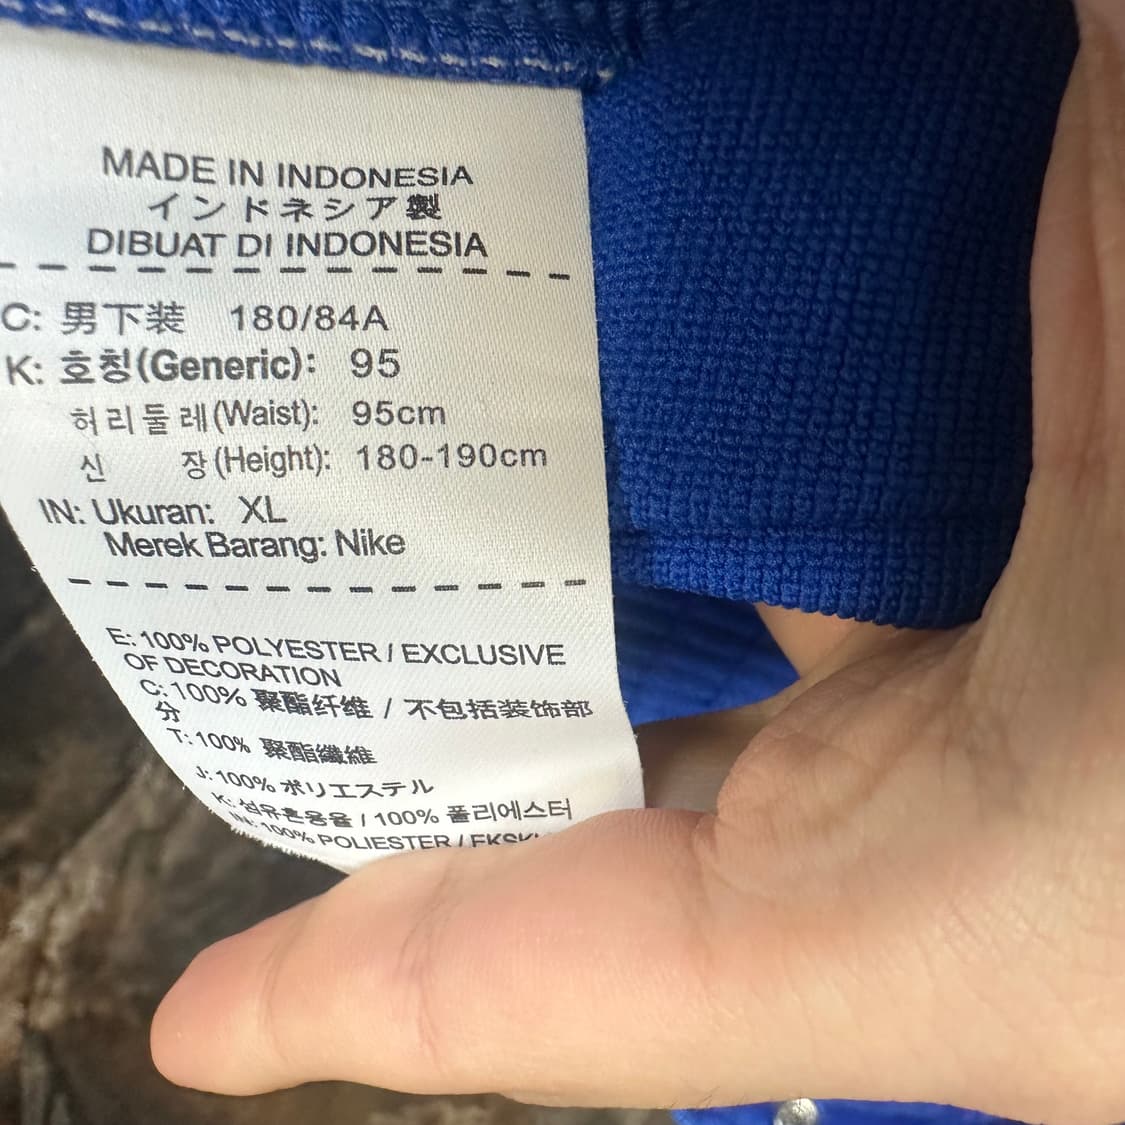 MADE IN INDONESIA
インドネシア製
DIBUAT DI INDONESIA
C: 男下装 180/84A
K: 호칭(Generic): 95
허리둘레(Waist): 95cm
신 장(Height): 180-190cm
IN: Ukuran: XL
Merek Barang: Nike
E: 100% POLYESTER / EXCLUSIVE
OF DECORATION
C: 100% 聚酯纤维 / 不包括装饰部
分
T: 100% 聚酯纖維
J: 100% ポリエステル
K: 섬유혼용율 / 100% 폴리에스터
IN: 100% POLIESTER /